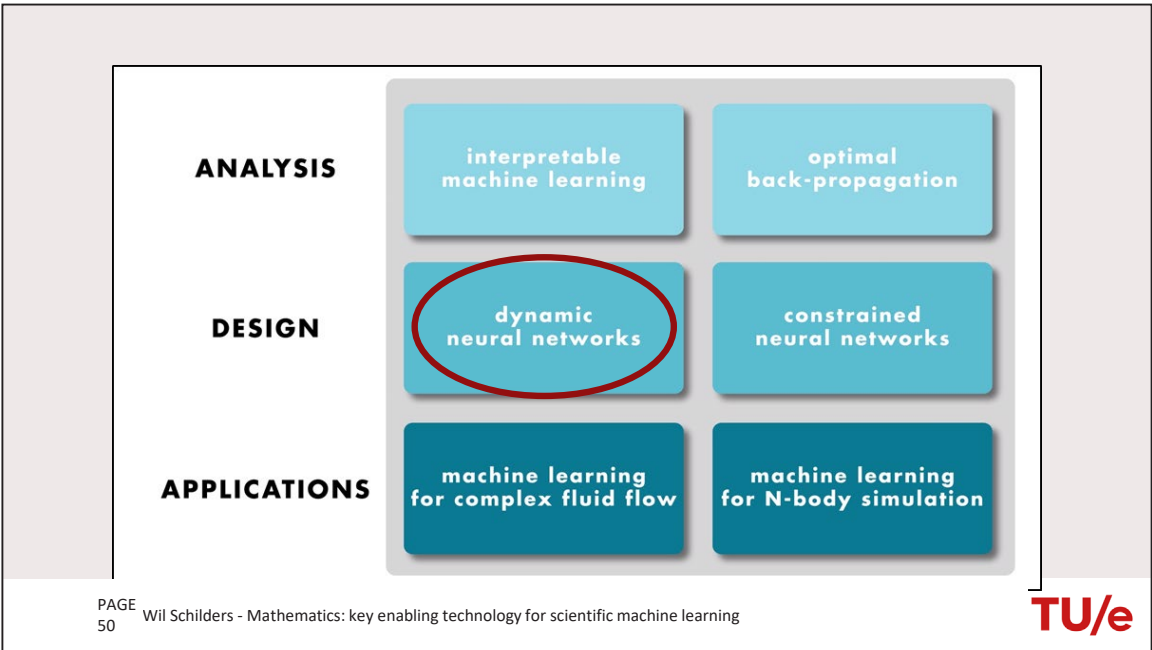 ANALYSIS
interpretable
machine learning
optimal
back-propagation
DESIGN
dynamic
neural networks
constrained
neural networks
APPLICATIONS
machine learning
for complex fluid flow
machine learning
for N-body simulation
PAGE
50
Wil Schilders - Mathematics: key enabling technology for scientific machine learning
TU/e